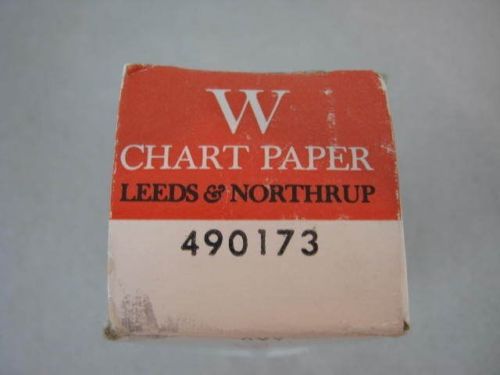 W
CHART PAPER
LEEDS & NORTHRUP
490173